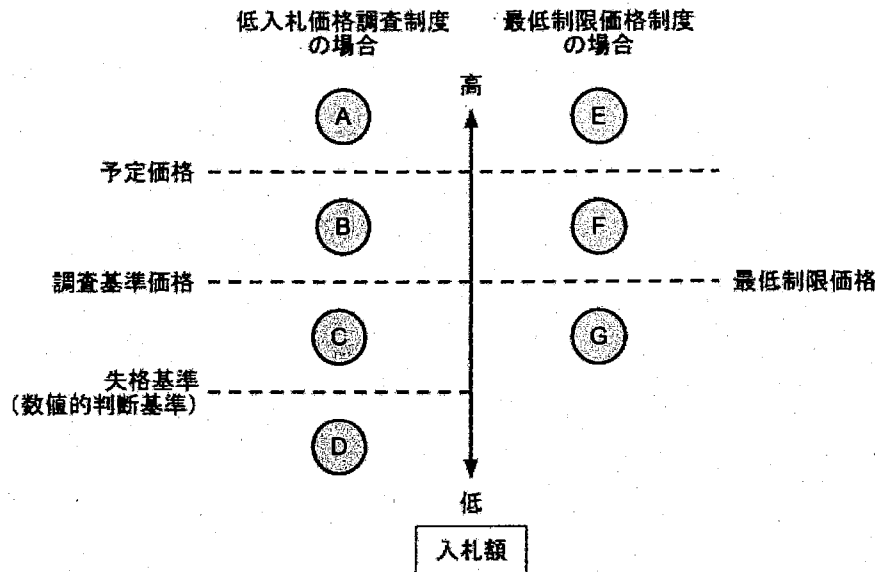 低入札価格調査制度
の場合
最低制限価格制度
の場合
高
A
E
予定価格
B
F
調査基準価格
最低制限価格
C
G
失格基準
(数値的判断基準)
D
低
入札額